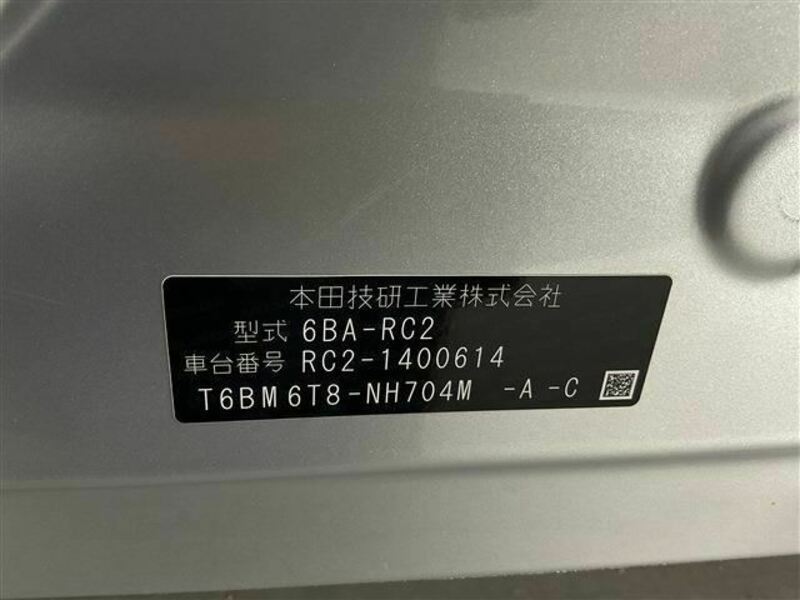 本田技研工業株式会社
型式 6BA-RC2
車台番号 RC2-1400614
T6BM6T8-NH704M -A -C